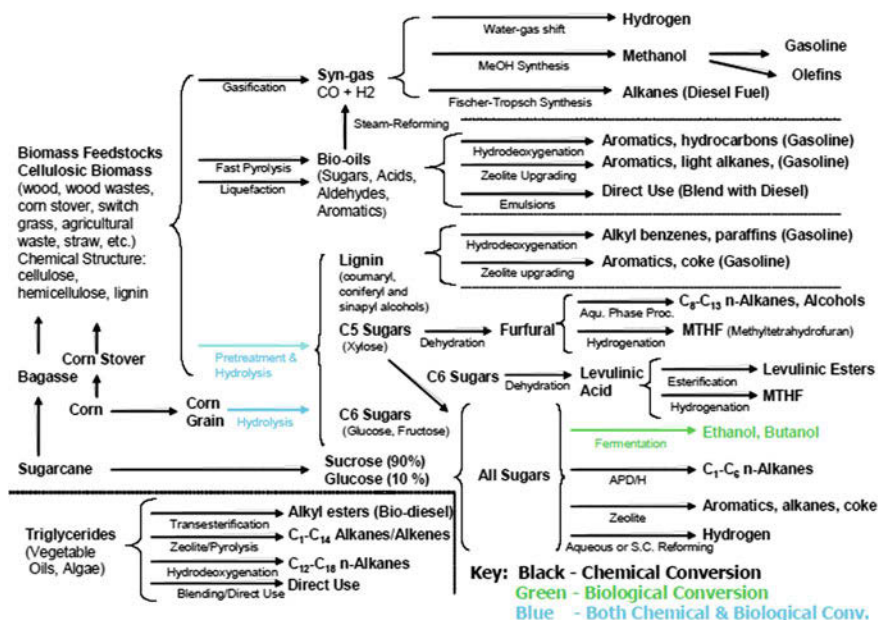 Water-gas shift
Hydrogen
Gasification
Syn-gas
CO + H2
MeOH Synthesis
Methanol
Gasoline
Olefins
Fischer-Tropsch Synthesis
Alkanes (Diesel Fuel)
Steam-Reforming
Biomass Feedstocks
Cellulosic Biomass
(wood, wood wastes,
corn stover, switch
grass, agricultural
waste, straw, etc.)
Chemical Structure:
cellulose,
hemicellulose, lignin
Fast Pyrolysis
Liquefaction
Bio-oils
(Sugars, Acids,
Aldehydes,
Aromatics)
Hydrodeoxygenation
Aromatics, hydrocarbons (Gasoline)
Zeolite Upgrading
Aromatics, light alkanes, (Gasoline)
Emulsions
Direct Use (Blend with Diesel)
Lignin
(coumaryl,
coniferyl and
sinapyl alcohols)
Hydrodeoxygenation
Alkyl benzenes, paraffins (Gasoline)
Zeolite upgrading
Aromatics, coke (Gasoline)
Pretreatment &
Hydrolysis
C5 Sugars
(Xylose)
Dehydration
Furfural
Aqu. Phase Proc.
C8-C13 n-Alkanes, Alcohols
Hydrogenation
MTHF (Methyltetrahydrofuran)
C6 Sugars
Dehydration
Levulinic
Acid
Esterification
Levulinic Esters
Hydrogenation
MTHF
Corn Stover
Bagasse
Corn
Corn
Grain
Hydrolysis
C6 Sugars
(Glucose, Fructose)
Sugarcane
Sucrose (90%)
Glucose (10 %)
All Sugars
Fermentation
Ethanol, Butanol
APD/H
C1-C6 n-Alkanes
Zeolite
Aromatics, alkanes, coke
Aqueous or S.C. Reforming
Hydrogen
Triglycerides
(Vegetable
Oils, Algae)
Transesterification
Alkyl esters (Bio-diesel)
Zeolite/Pyrolysis
C1-C14 Alkanes/Alkenes
Hydrodeoxygenation
C12-C18 n-Alkanes
Blending/Direct Use
Direct Use
Key: Black - Chemical Conversion
Green - Biological Conversion
Blue - Both Chemical & Biological Conv.